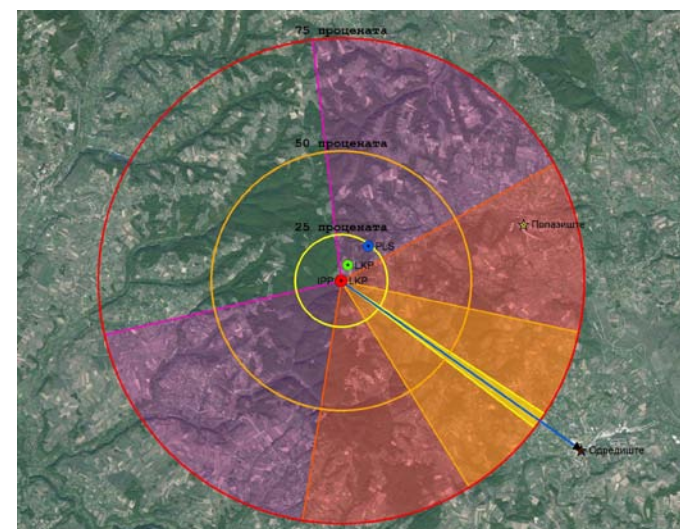 75 процената
50 процената
25 процената
Полазиште
PLS
LKP
IPP LKP
Одредиште